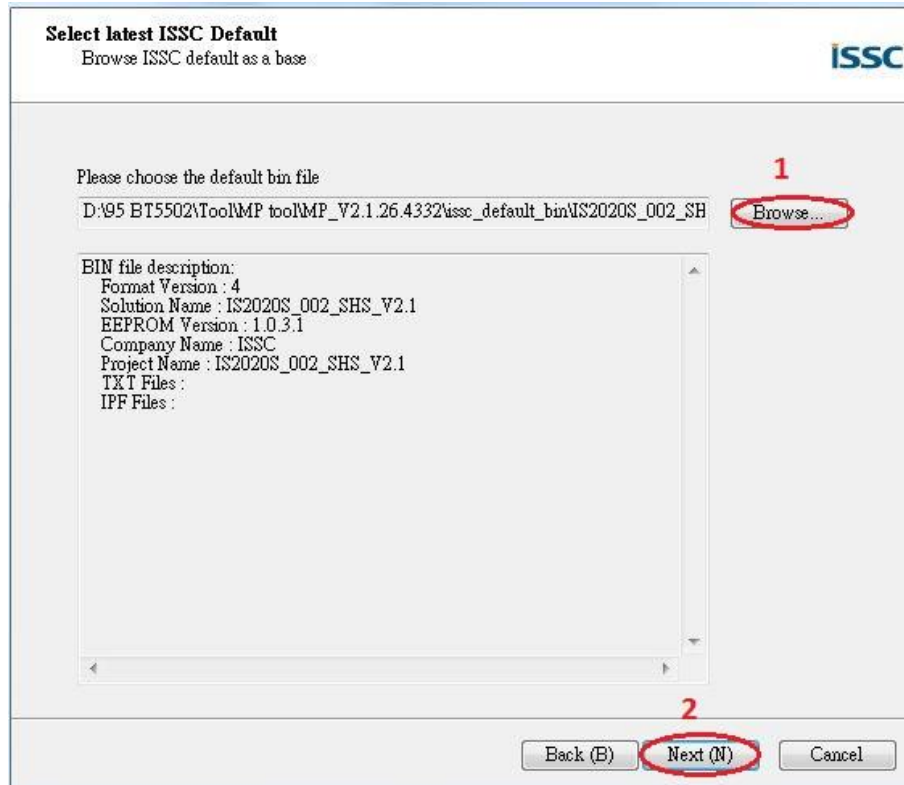 Select latest ISSC Default
Browse ISSC default as a base
ISSC
Please choose the default bin file
1
D:\95 BT5502\Tool\MP tool\MP_V2.1.26.4332\issc_default_bin\IS2020S_002_SH
Browse...
BIN file description:
Format Version : 4
Solution Name : IS2020S_002_SHS_V2.1
EEPROM Version : 1.0.3.1
Company Name : ISSC
Project Name : IS2020S_002_SHS_V2.1
TXT Files :
IPF Files :
2
Back (B)
Next (N)
Cancel